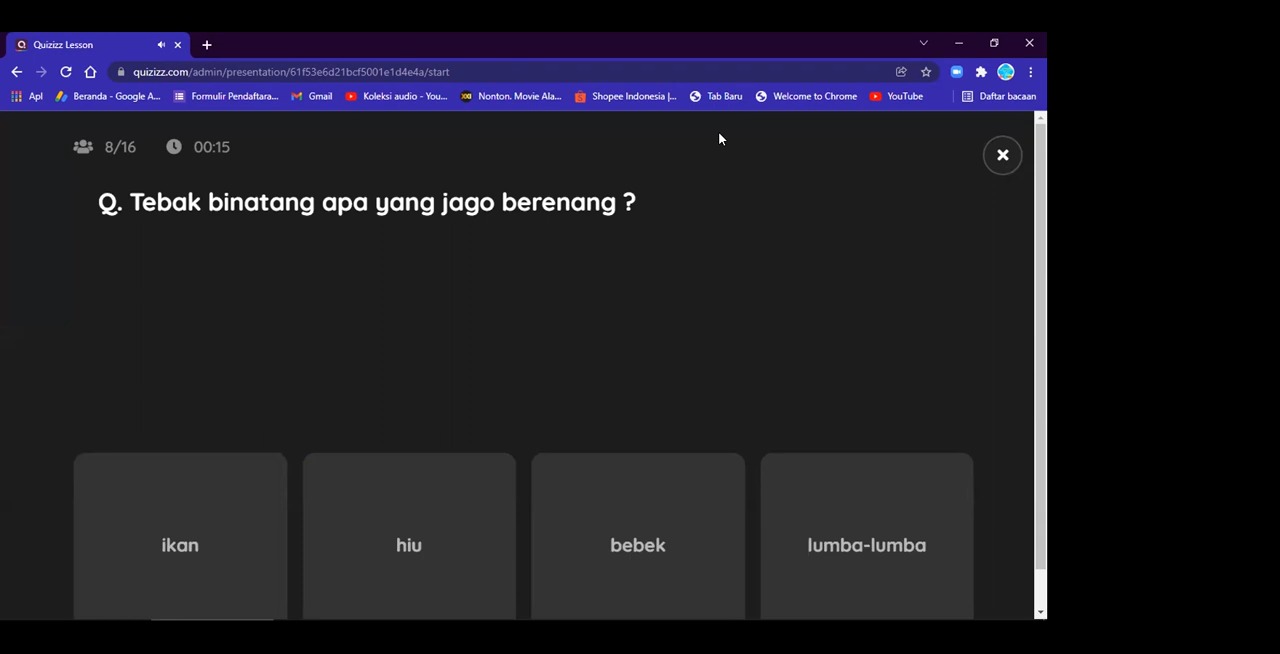 Quizizz Lesson
quizizz.com/admin/presentation/61f53e6d21bcf5001e1d4e4a/start
Apl Beranda - Google A... Formulir Pendaftara... Gmail Koleksi audio - You... Nonton. Movie Ala... Shopee Indonesia |... Tab Baru Welcome to Chrome YouTube Daftar bacaan
8/16 00:15
Q. Tebak binatang apa yang jago berenang ?
ikan
hiu
bebek
lumba-lumba